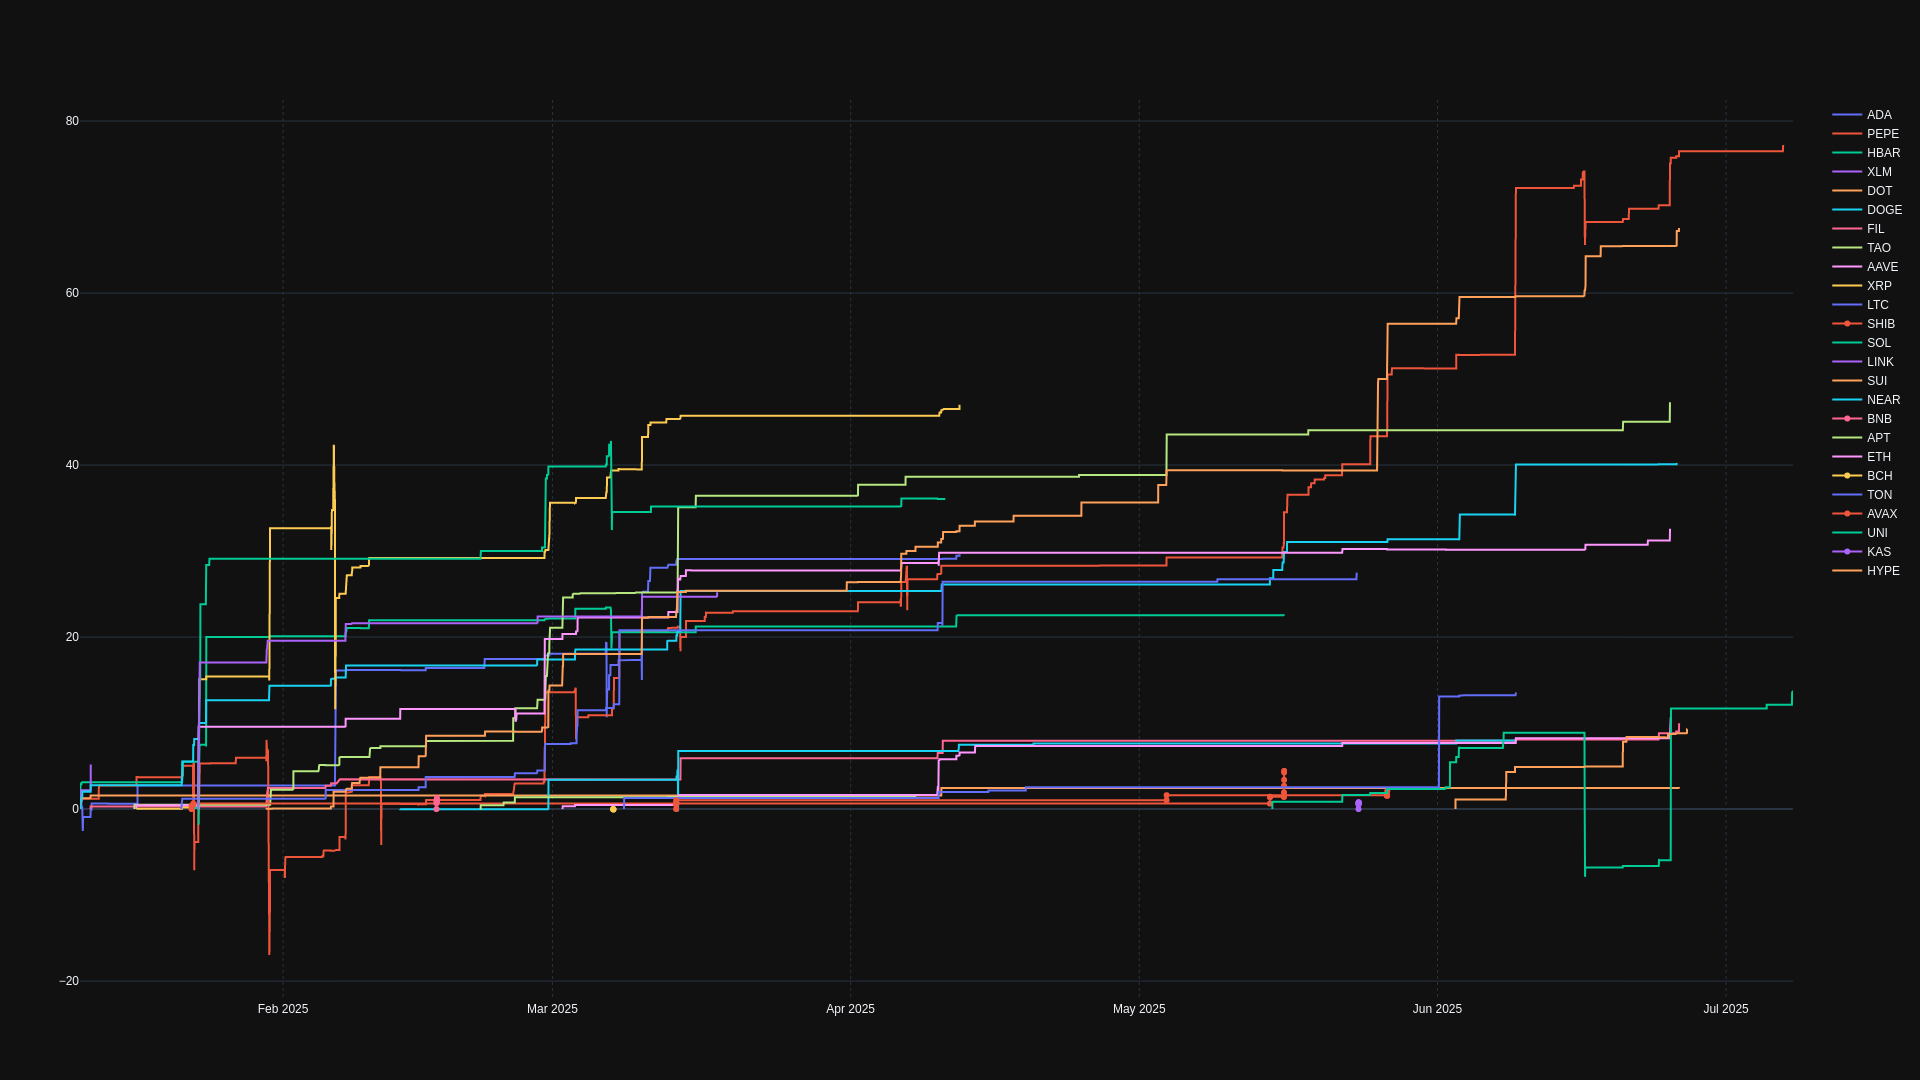 80
60
40
20
0
−20
Feb 2025
Mar 2025
Apr 2025
May 2025
Jun 2025
Jul 2025
ADA
PEPE
HBAR
XLM
DOT
DOGE
FIL
TAO
AAVE
XRP
LTC
SHIB
SOL
LINK
SUI
NEAR
BNB
APT
ETH
BCH
TON
AVAX
UNI
KAS
HYPE